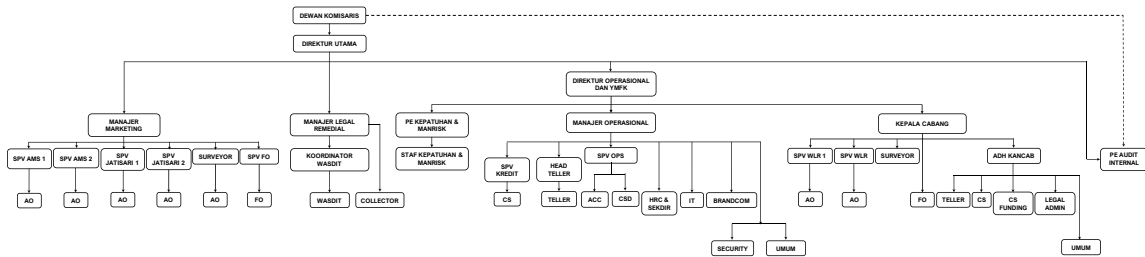 DEWAN KOMISARIS
DIREKTUR UTAMA
DIREKTUR OPERASIONAL
DAN YMFK
MANAJER
MARKETING
MANAJER LEGAL
REMEDIAL
PE KEPATUHAN &
MANRISK
MANAJER OPERASIONAL
KEPALA CABANG
SPV AMS 1
SPV AMS 2
SPV
JATISARI 1
SPV
JATISARI 2
SURVEYOR
SPV FO
KOORDINATOR
WASDIT
STAF KEPATUHAN &
MANRISK
SPV
KREDIT
HEAD
TELLER
SPV OPS
SPV WLR 1
SPV WLR
SURVEYOR
ADH KANCAB
PE AUDIT
INTERNAL
AO
AO
AO
AO
AO
FO
WASDIT
COLLECTOR
CS
TELLER
ACC
CSD
HRC &
SEKDIR
IT
BRANDCOM
AO
AO
FO
TELLER
CS
CS
FUNDING
LEGAL
ADMIN
SECURITY
UMUM
UMUM